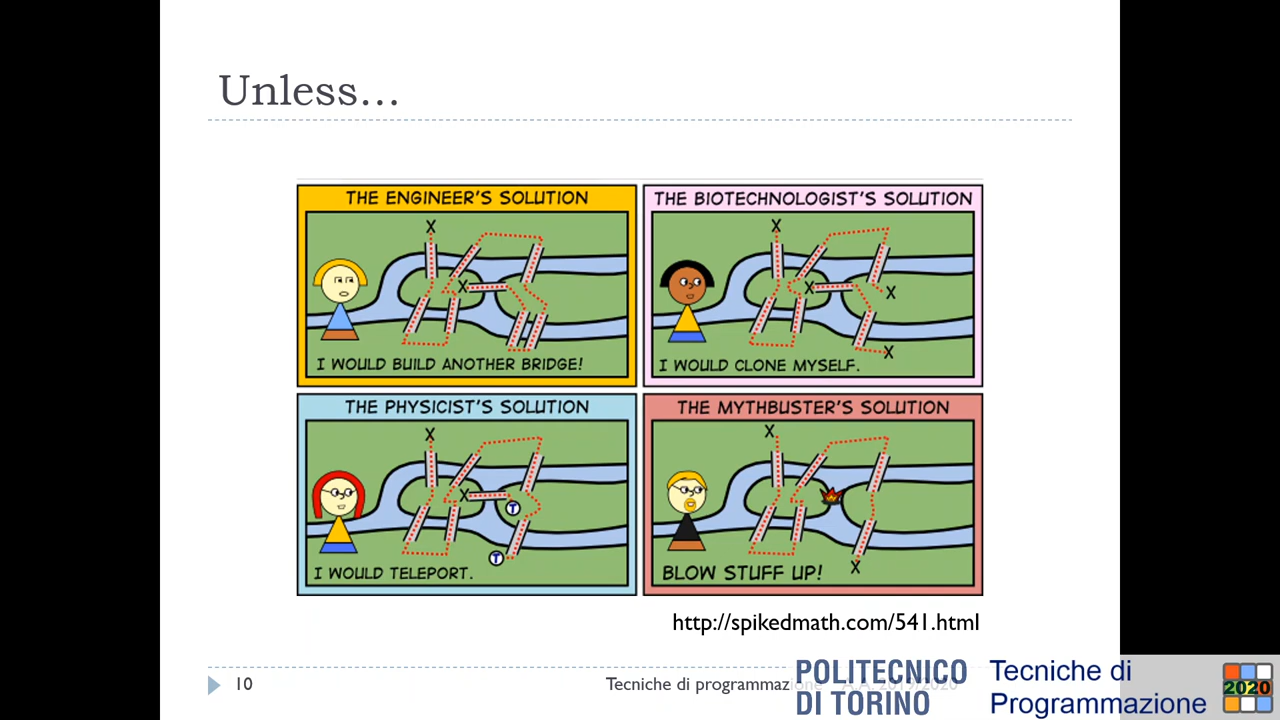 Unless...
THE ENGINEER'S SOLUTION
X
X
I WOULD BUILD ANOTHER BRIDGE!
THE BIOTECHNOLOGIST'S SOLUTION
X
X
X
X
I WOULD CLONE MYSELF.
THE PHYSICIST'S SOLUTION
X
X
T
T
I WOULD TELEPORT.
THE MYTHBUSTER'S SOLUTION
X
X
BLOW STUFF UP!
http://spikedmath.com/541.html
10
Tecniche di programmazione A.A. 2019/2020
POLITECNICO
DI TORINO
Tecniche di
Programmazione
2020